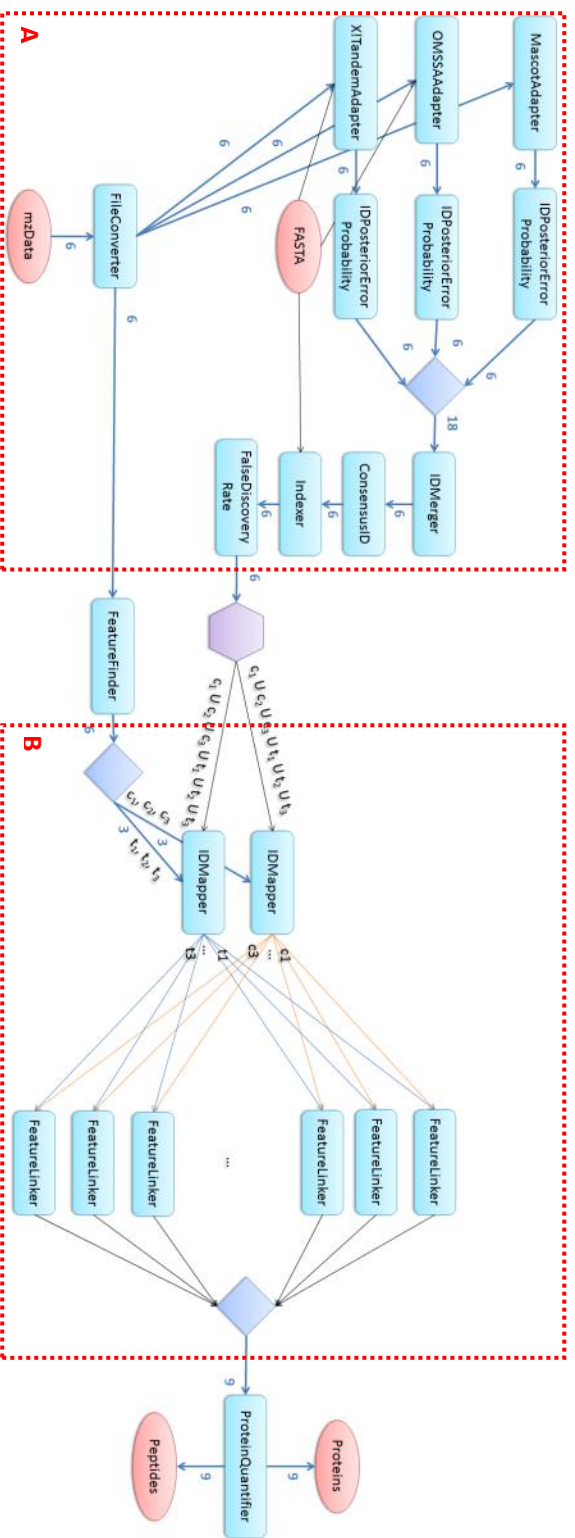 MascotAdapter
6
IDPosteriorError
Probability
6
OMSSAAdapter
6
IDPosteriorError
Probability
6
18
IDMerger
6
X!TandemAdapter
6
IDPosteriorError
Probability
6
ConsensusID
6
FASTA
Indexer
6
6
6
6
FalseDiscovery
Rate
6
mzData
6
FileConverter
6
A
FeatureFinder
6
c₁ ∪ c₂ ∪ c₃ ∪ t₁ ∪ t₂ ∪ t₃
c₁ ∪ c₂ ∪ c₃ ∪ t₁ ∪ t₂ ∪ t₃
c₁, c₂, c₃
3
3
t₁, t₂, t₃
IDMapper
c1
...
c3
IDMapper
t1
...
t3
FeatureLinker
FeatureLinker
FeatureLinker
...
FeatureLinker
FeatureLinker
FeatureLinker
B
9
ProteinQuantifier
9
Proteins
9
Peptides